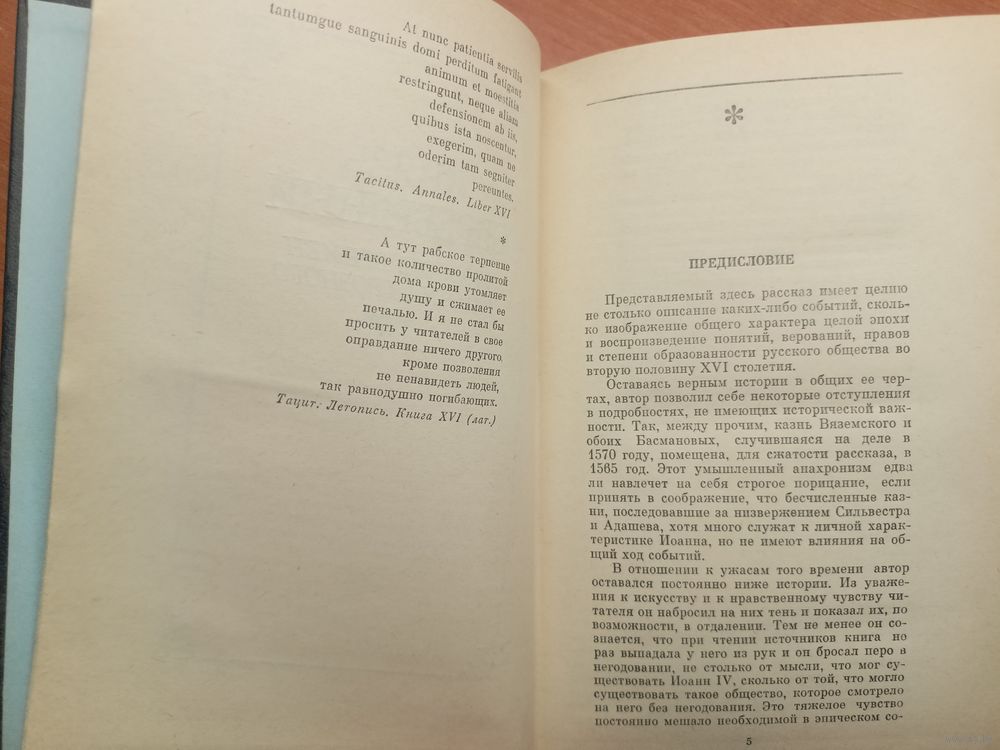 At nunc patientia servilis
tantumgue sanguinis domi perditum fatigant
animum et moestitia
restringunt, neque aliam
defensionem ab iis,
quibus ista noscentur,
exegerim, quam ne
oderim tam segniter
pereuntes.
Tacitus. Annales. Liber XVI
*
А тут рабское терпение
и такое количество пролитой
дома крови утомляет
душу и сжимает ее
печалью. И я не стал бы
просить у читателей в свое
оправдание ничего другого,
кроме позволения
не ненавидеть людей,
так равнодушно погибающих.
Тацит. Летопись. Книга XVI (лат.)
*
ПРЕДИСЛОВИЕ
Представляемый здесь рассказ имеет целию
не столько описание каких-либо событий, сколь-
ко изображение общего характера целой эпохи
и воспроизведение понятий, верований, нравов
и степени образованности русского общества во
вторую половину XVI столетия.
Оставаясь верным истории в общих ее чер-
тах, автор позволил себе некоторые отступления
в подробностях, не имеющих исторической важ-
ности. Так, между прочим, казнь Вяземского и
обоих Басмановых, случившаяся на деле в
1570 году, помещена, для сжатости рассказа, в
1565 год. Этот умышленный анахронизм едва
ли навлечет на себя строгое порицание, если
принять в соображение, что бесчисленные каз-
ни, последовавшие за низвержением Сильвестра
и Адашева, хотя много служат к личной харак-
теристике Иоанна, но не имеют влияния на об-
щий ход событий.
В отношении к ужасам того времени автор
оставался постоянно ниже истории. Из уваже-
ния к искусству и к нравственному чувству чи-
тателя он набросил на них тень и показал их, по
возможности, в отдалении. Тем не менее он со-
знается, что при чтении источников книга не
раз выпадала у него из рук и он бросал перо в
негодовании, не столько от мысли, что мог су-
ществовать Иоанн IV, сколько от той, что могло
существовать такое общество, которое смотрело
на него без негодования. Это тяжелое чувство
постоянно мешало необходимой в эпическом со-
5